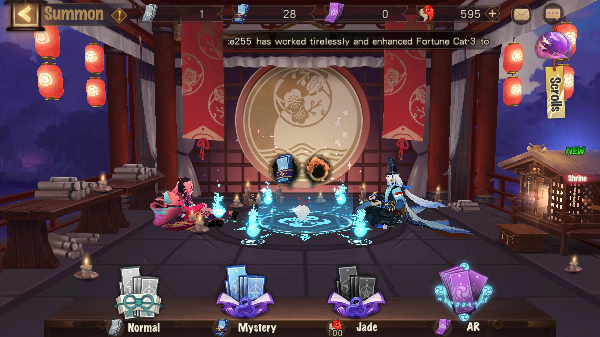 Summon
1
28
0
595
:e255 has worked tirelessly and enhanced Fortune Cat·3 to
Scrolls
NEW
Shrine
Normal
Mystery
100
Jade
AR